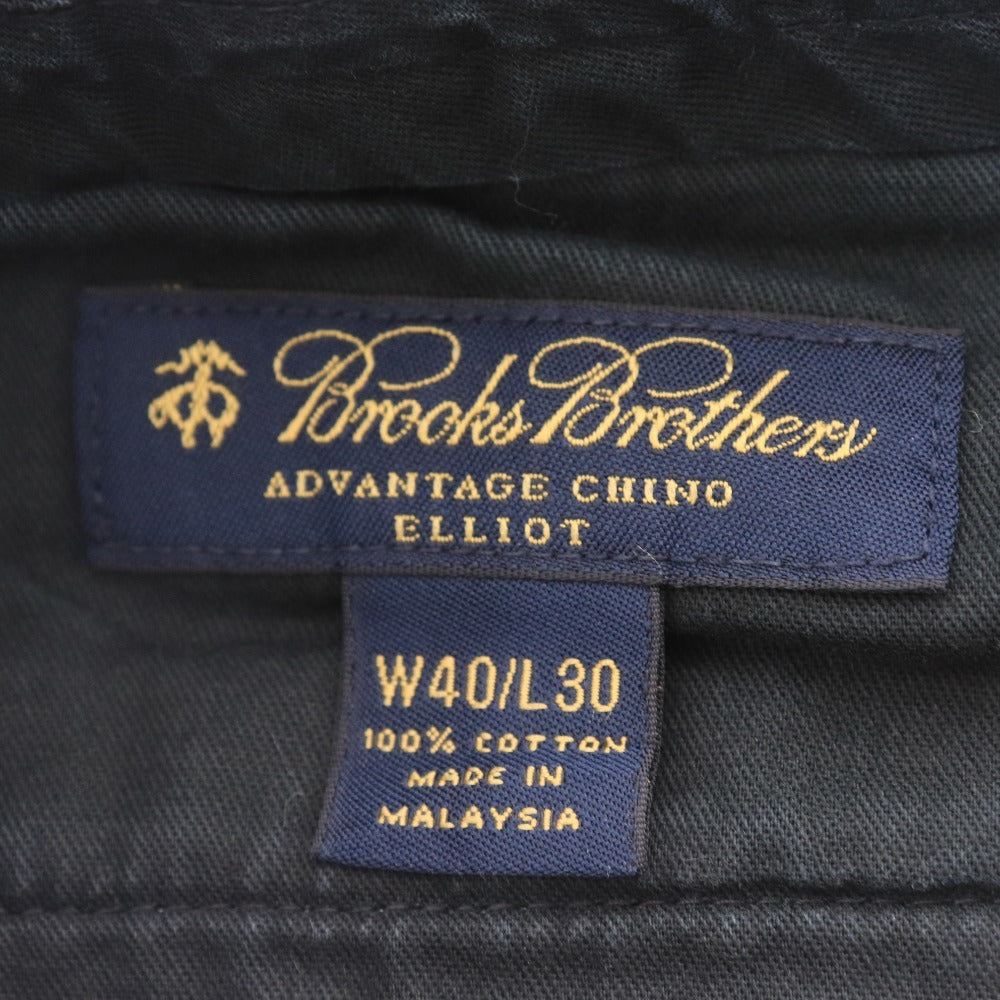 Brooks Brothers
ADVANTAGE CHINO
ELLIOT
W40/L30
100% COTTON
MADE IN
MALAYSIA